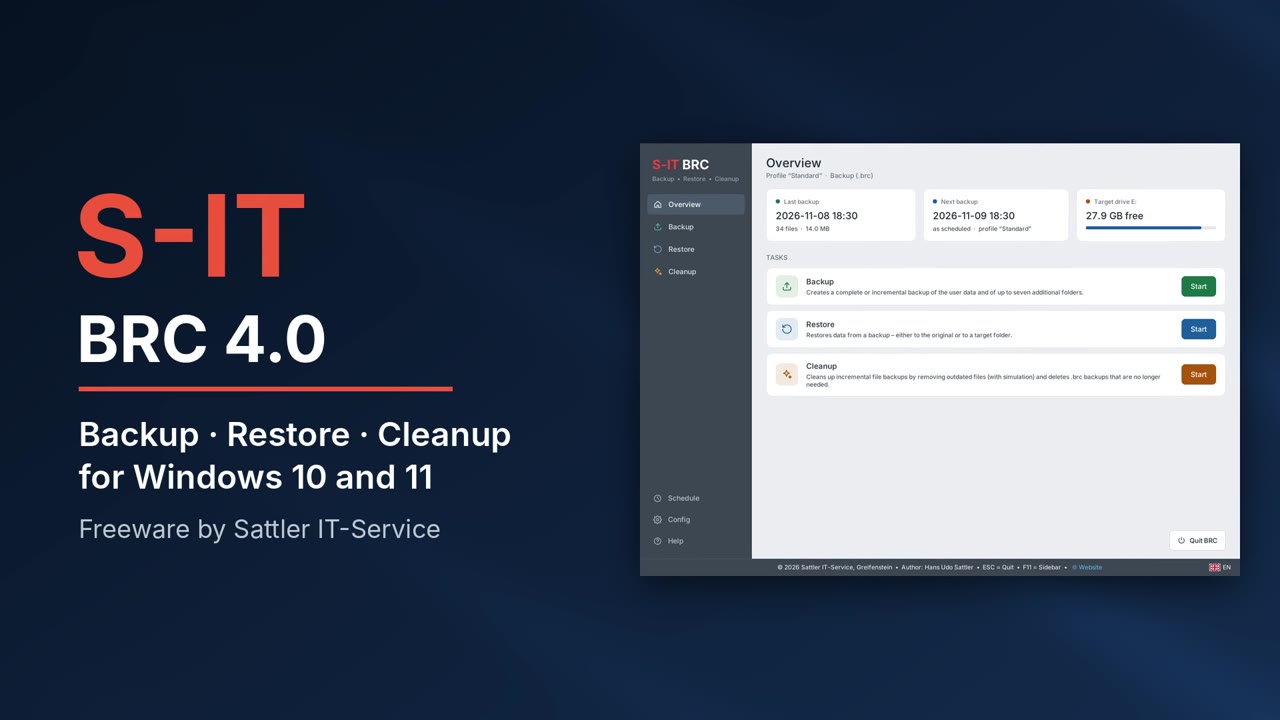 S-IT
BRC 4.0
Backup · Restore · Cleanup
for Windows 10 and 11
Freeware by Sattler IT-Service
S-IT BRC
Backup • Restore • Cleanup
Overview
Backup
Restore
Cleanup
Schedule
Config
Help
Overview
Profile “Standard” · Backup (.brc)
Last backup
2026-11-08 18:30
34 files · 14.0 MB
Next backup
2026-11-09 18:30
as scheduled · profile “Standard”
Target drive E:
27.9 GB free
TASKS
Backup
Creates a complete or incremental backup of the user data and of up to seven additional folders.
Start
Restore
Restores data from a backup – either to the original or to a target folder.
Start
Cleanup
Cleans up incremental file backups by removing outdated files (with simulation) and deletes .brc backups that are no longer
needed.
Start
Quit BRC
© 2026 Sattler IT-Service, Greifenstein • Author: Hans Udo Sattler • ESC = Quit • F11 = Sidebar • Website
EN